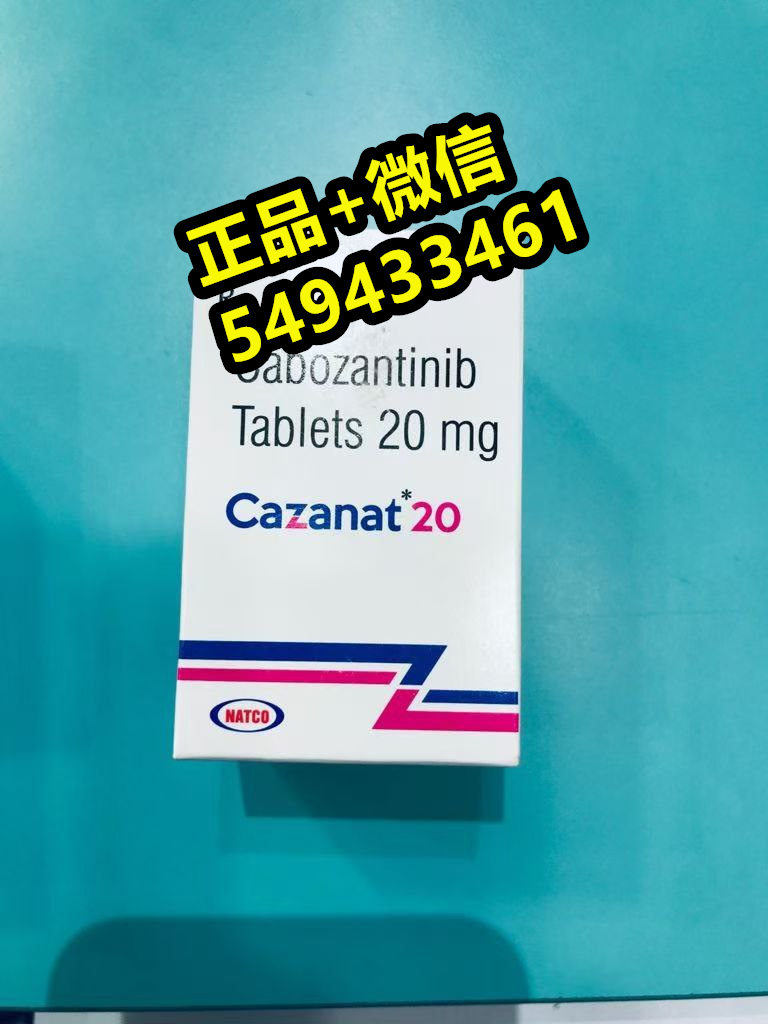 正品+微信
549433461
Cabozantinib
Tablets 20 mg
Cazanat*20
NATCO